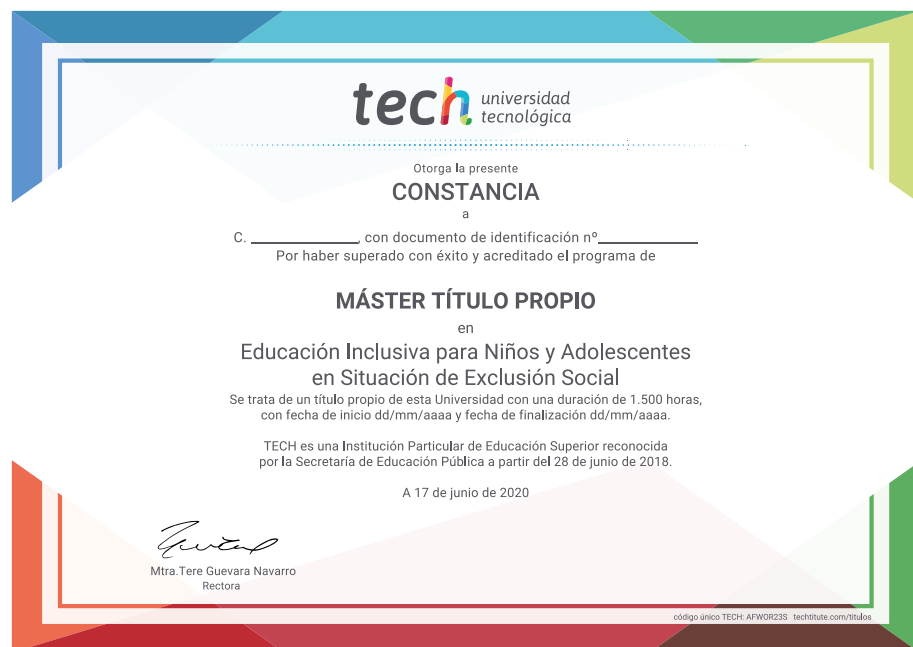 tech universidad
tecnológica
Otorga la presente
CONSTANCIA
a
C. ____________, con documento de identificación nº____________
Por haber superado con éxito y acreditado el programa de
MÁSTER TÍTULO PROPIO
en
Educación Inclusiva para Niños y Adolescentes
en Situación de Exclusión Social
Se trata de un título propio de esta Universidad con una duración de 1.500 horas,
con fecha de inicio dd/mm/aaaa y fecha de finalización dd/mm/aaaa.
TECH es una Institución Particular de Educación Superior reconocida
por la Secretaría de Educación Pública a partir del 28 de junio de 2018.
A 17 de junio de 2020
Mtra.Tere Guevara Navarro
Rectora
código único TECH: AFWOR23S techtitute.com/titulos